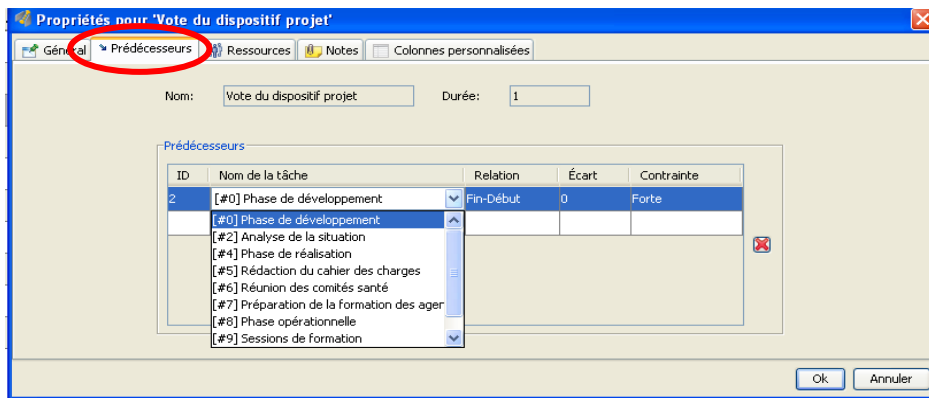 Propriétés pour 'Vote du dispositif projet'
Général Prédécesseurs Ressources Notes Colonnes personnalisées
Nom: Vote du dispositif projet Durée: 1
Prédécesseurs
ID Nom de la tâche Relation Écart Contrainte
2 [#0] Phase de développement Fin-Début 0 Forte
[#0] Phase de développement
[#2] Analyse de la situation
[#4] Phase de réalisation
[#5] Rédaction du cahier des charges
[#6] Réunion des comités santé
[#7] Préparation de la formation des ager
[#8] Phase opérationnelle
[#9] Sessions de formation
Ok Annuler